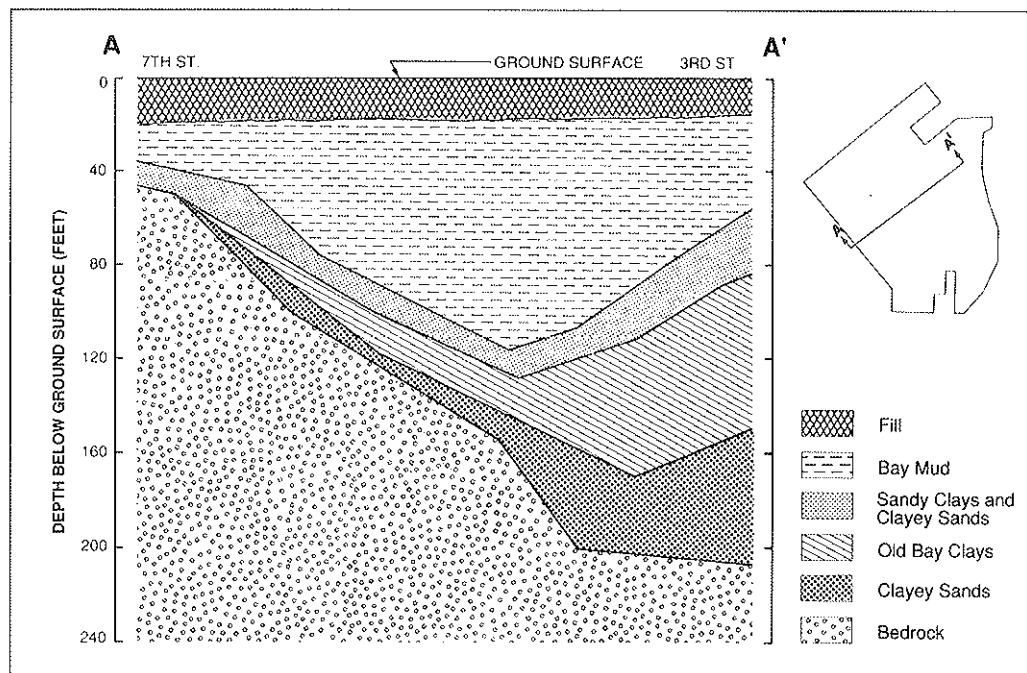 A
A'
7TH ST.
GROUND SURFACE
3RD ST
0
40
80
120
160
200
240
DEPTH BELOW GROUND SURFACE (FEET)
A'
A
Fill
Bay Mud
Sandy Clays and
Clayey Sands
Old Bay Clays
Clayey Sands
Bedrock